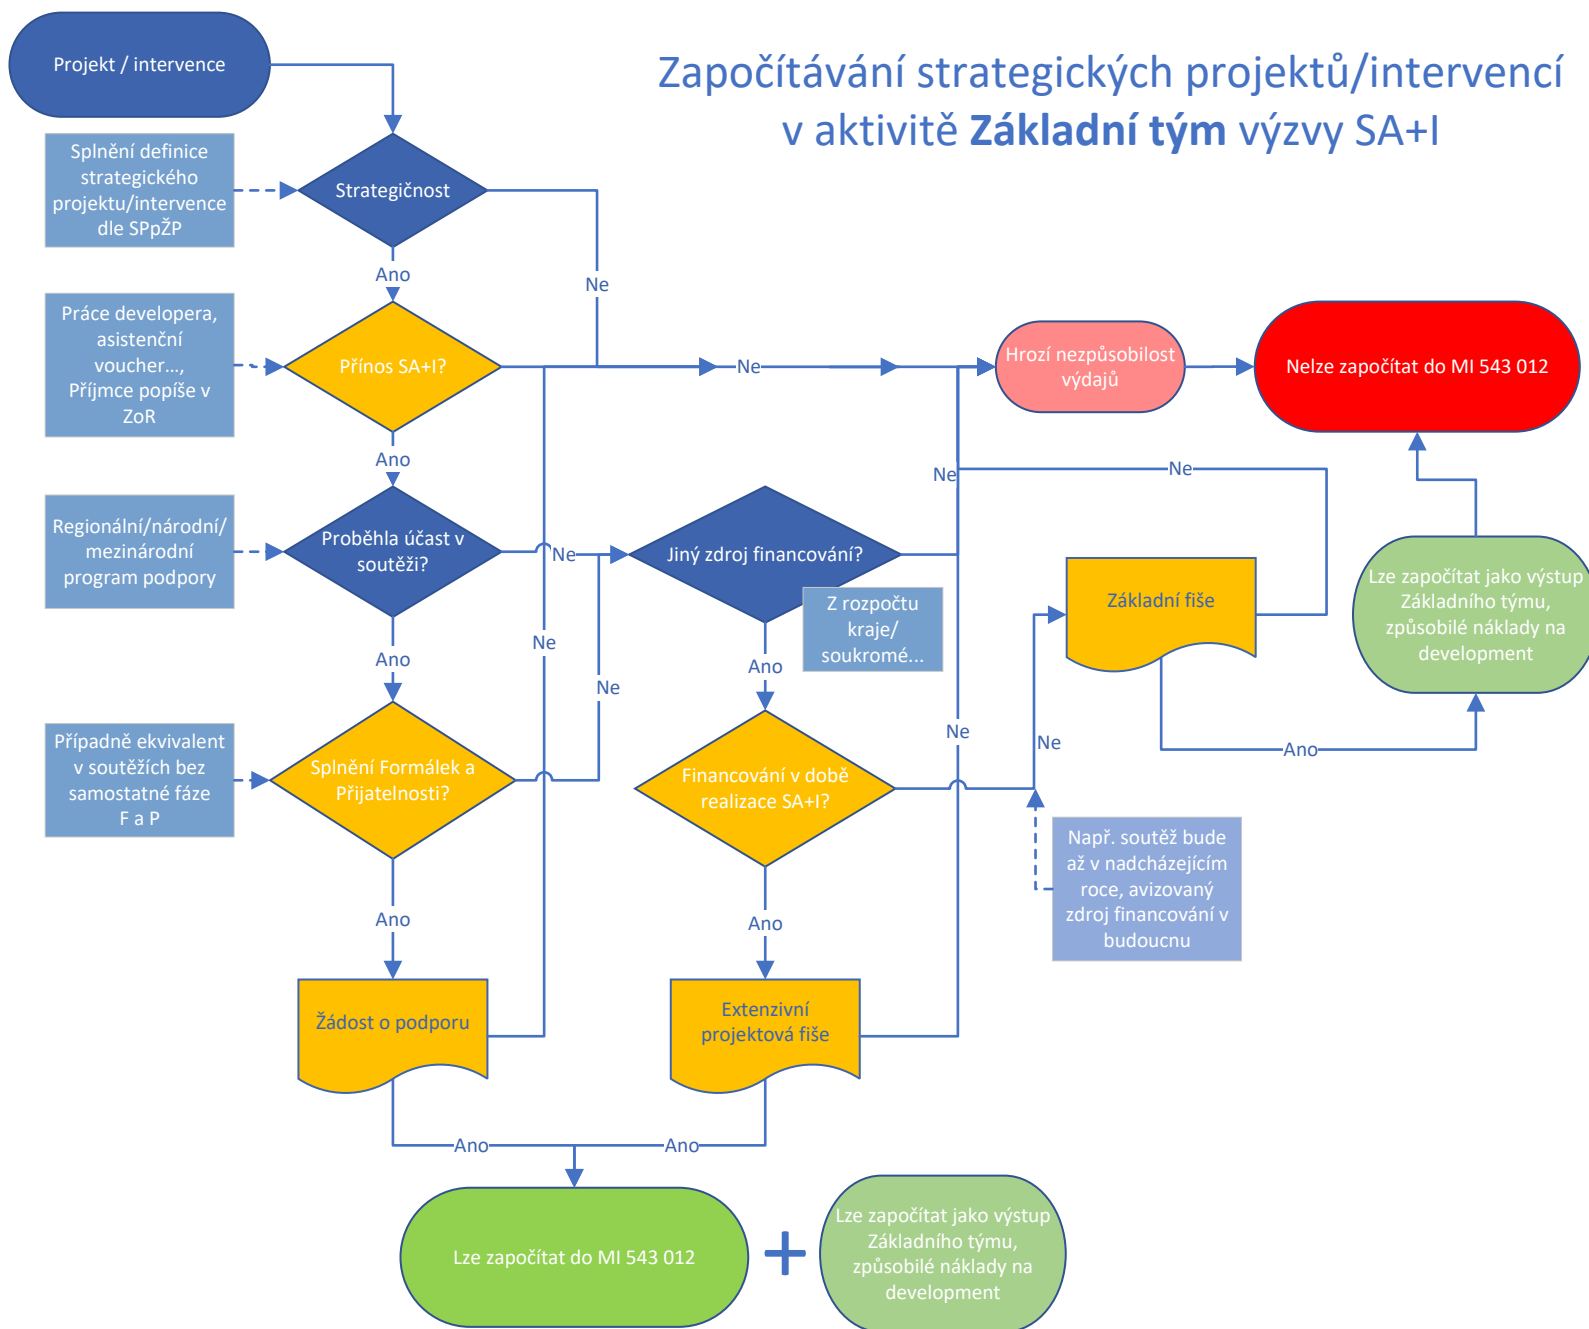 Započítávání strategických projektů/intervencí
v aktivitě Základní tým výzvy SA+I
Projekt / intervence
Splnění definice
strategického
projektu/intervence
dle SPpŽP
Strategičnost
Ano
Ne
Práce developera,
asistenční
voucher...,
Příjmce popíše v
ZoR
Přínos SA+I?
Ne
Hrozí nezpůsobilost
výdajů
Nelze započítat do MI 543 012
Ano
Regionální/národní/
mezinárodní
program podpory
Proběhla účast v
soutěži?
Ne
Jiný zdroj financování?
Ne
Ne
Z rozpočtu
kraje/
soukromé...
Základní fiše
Lze započítat jako výstup
Základního týmu,
způsobilé náklady na
development
Ano
Ne
Ne
Ano
Případně ekvivalent
v soutěžích bez
samostatné fáze
F a P
Splnění Formálek a
Přijatelnosti?
Financování v době
realizace SA+I?
Ne
Ne
Ano
Např. soutěž bude
až v nadcházejícím
roce, avizovaný
zdroj financování v
budoucnu
Ano
Ano
Žádost o podporu
Extenzivní
projektová fiše
Ano
Ano
Lze započítat do MI 543 012
+
Lze započítat jako výstup
Základního týmu,
způsobilé náklady na
development